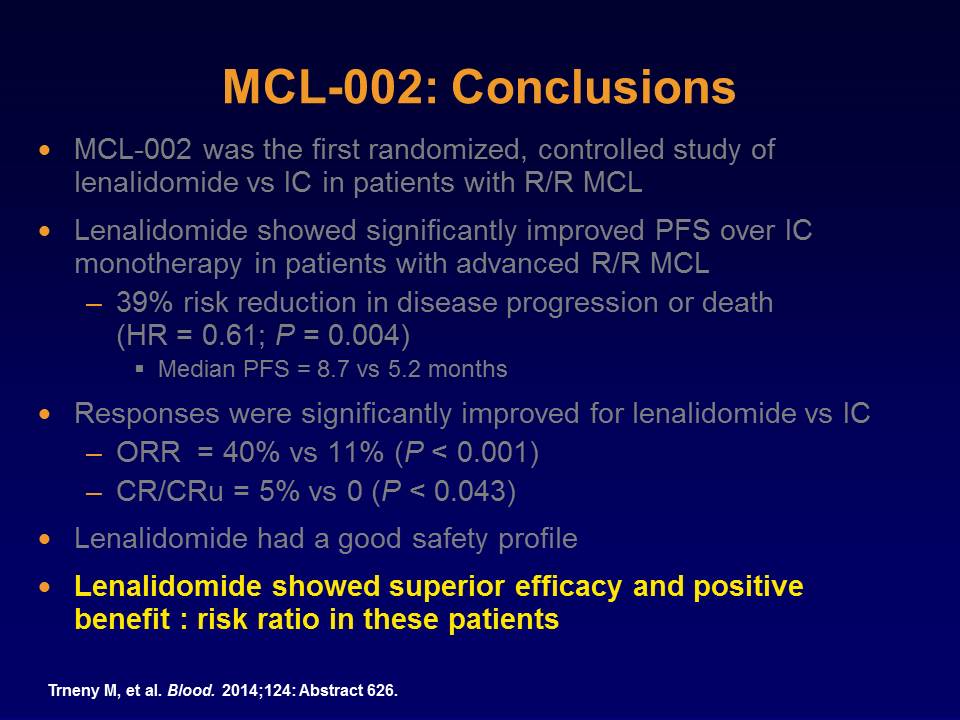 MCL-002: Conclusions
• MCL-002 was the first randomized, controlled study of
lenalidomide vs IC in patients with R/R MCL
• Lenalidomide showed significantly improved PFS over IC
monotherapy in patients with advanced R/R MCL
– 39% risk reduction in disease progression or death
(HR = 0.61; P = 0.004)
▪ Median PFS = 8.7 vs 5.2 months
• Responses were significantly improved for lenalidomide vs IC
– ORR = 40% vs 11% (P < 0.001)
– CR/CRu = 5% vs 0 (P < 0.043)
• Lenalidomide had a good safety profile
• Lenalidomide showed superior efficacy and positive
benefit : risk ratio in these patients
Trneny M, et al. Blood. 2014;124: Abstract 626.